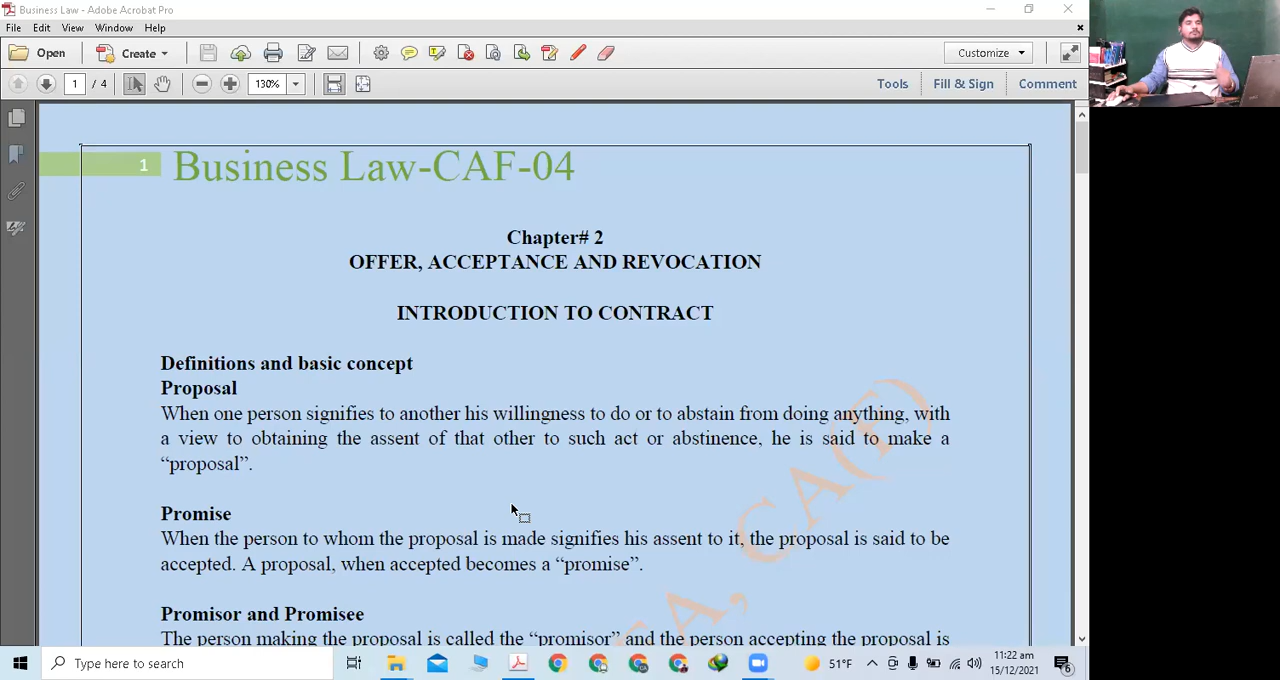 Business Law - Adobe Acrobat Pro
File Edit View Window Help
Open Create Customize
1 / 4 130% Tools Fill & Sign Comment
1 Business Law-CAF-04
Chapter# 2
OFFER, ACCEPTANCE AND REVOCATION
INTRODUCTION TO CONTRACT
Definitions and basic concept
Proposal
When one person signifies to another his willingness to do or to abstain from doing anything, with
a view to obtaining the assent of that other to such act or abstinence, he is said to make a
“proposal”.
Promise
When the person to whom the proposal is made signifies his assent to it, the proposal is said to be
accepted. A proposal, when accepted becomes a “promise”.
Promisor and Promisee
The person making the proposal is called the “promisor” and the person accepting the proposal is
CA(F)
Type here to search
51°F
11:22 am
15/12/2021
6